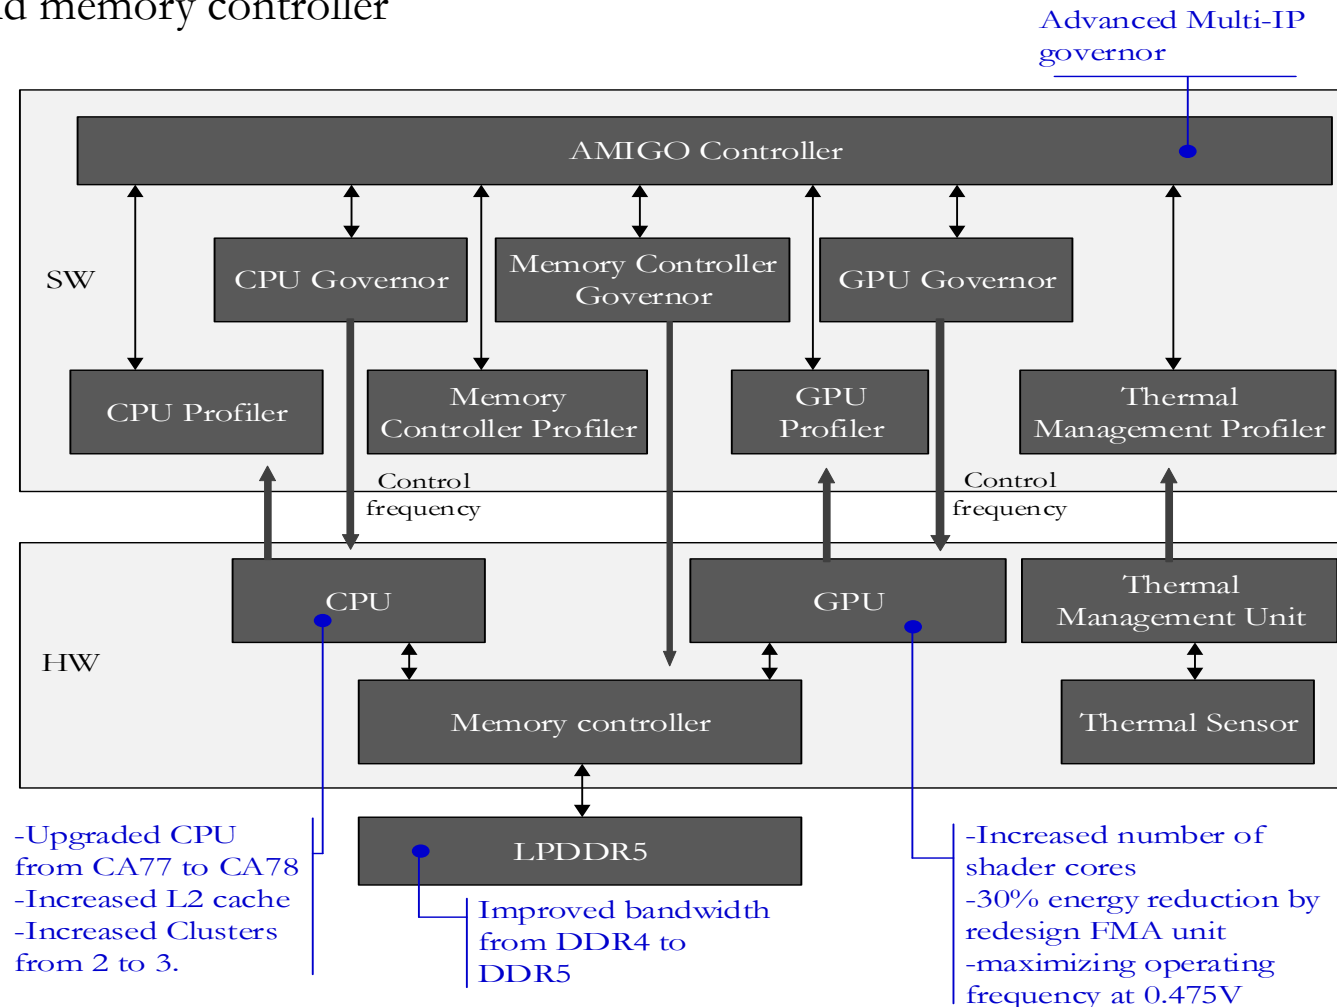 memory controller
Advanced Multi-IP
governor
AMIGO Controller
SW
CPU Governor
Memory Controller
Governor
GPU Governor
CPU Profiler
Memory
Controller Profiler
GPU
Profiler
Thermal
Management Profiler
Control
frequency
Control
frequency
HW
CPU
GPU
Thermal
Management Unit
Memory controller
Thermal Sensor
LPDDR5
-Upgraded CPU
from CA77 to CA78
-Increased L2 cache
-Increased Clusters
from 2 to 3.
Improved bandwidth
from DDR4 to
DDR5
-Increased number of
shader cores
-30% energy reduction by
redesign FMA unit
-maximizing operating
frequency at 0.475V